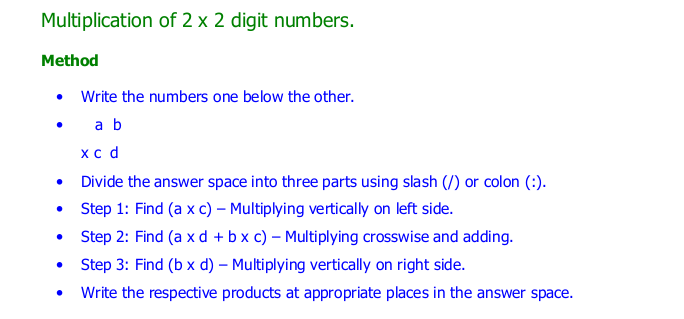 Multiplication of 2 x 2 digit numbers.
Method
• Write the numbers one below the other.
• a b
x c d
• Divide the answer space into three parts using slash (/) or colon (:).
• Step 1: Find (a x c) – Multiplying vertically on left side.
• Step 2: Find (a x d + b x c) – Multiplying crosswise and adding.
• Step 3: Find (b x d) – Multiplying vertically on right side.
• Write the respective products at appropriate places in the answer space.